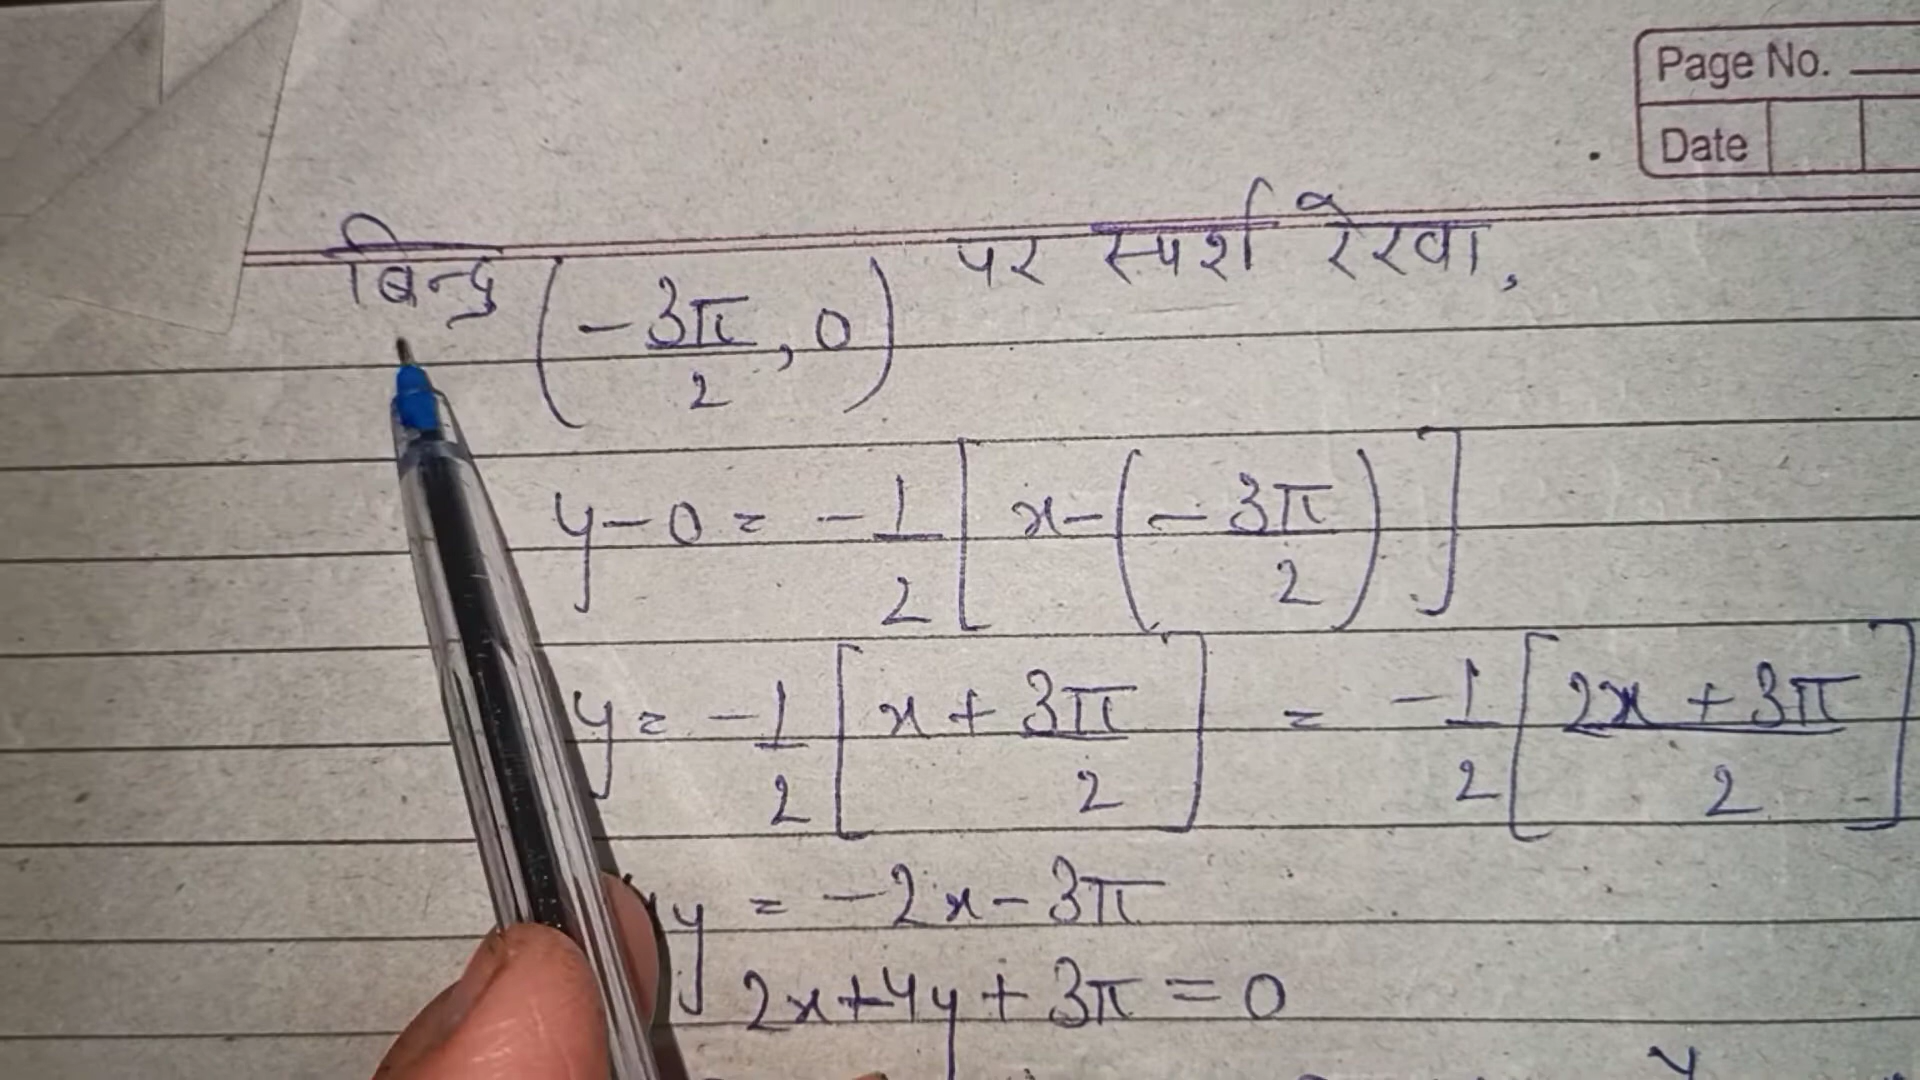 Page No.
Date
बिन्दु (-3π/2, 0) पर स्पर्श रेखा,
y-0 = -1/2 [x-(-3π/2)]
y = -1/2 [x + 3π/2] = -1/2 [2x + 3π/2]
y = -2x - 3π
2x+4y+3π = 0